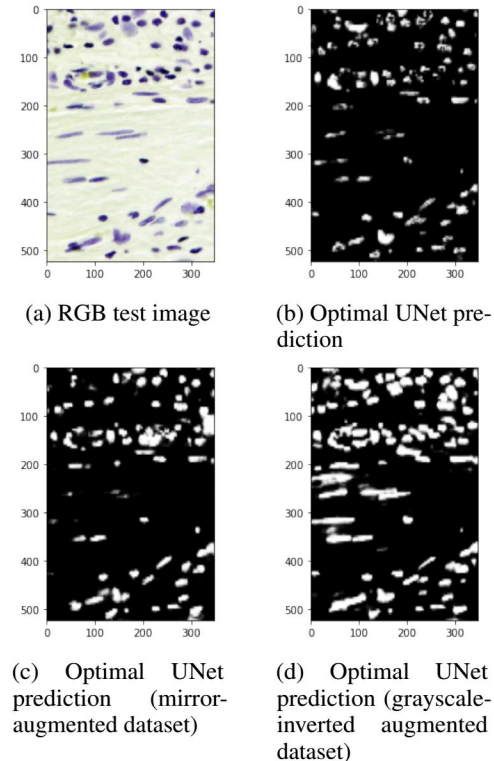 0
100
200
300
400
500
0 100 200 300
(a) RGB test image
0
100
200
300
400
500
0 100 200 300
(b) Optimal UNet pre-
diction
0
100
200
300
400
500
0 100 200 300
(c) Optimal UNet
prediction (mirror-
augmented dataset)
0
100
200
300
400
500
0 100 200 300
(d) Optimal UNet
prediction (grayscale-
inverted augmented
dataset)